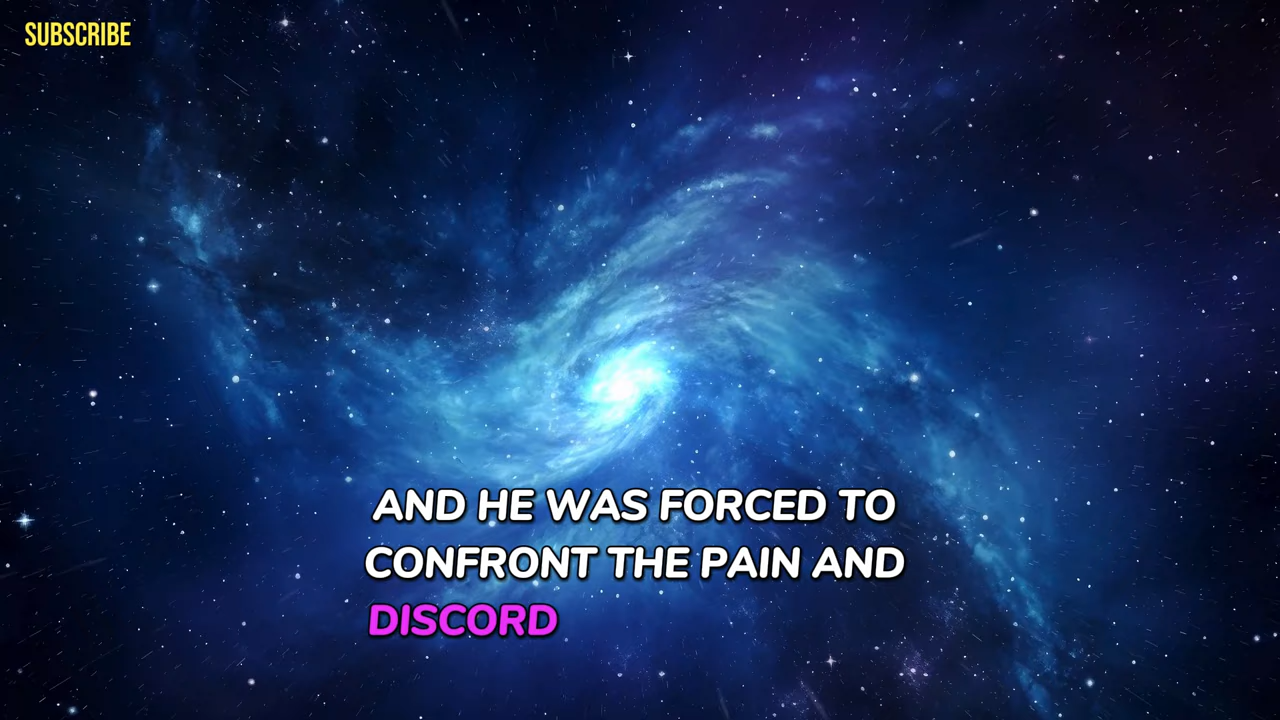 SUBSCRIBE
AND HE WAS FORCED TO
CONFRONT THE PAIN AND
DISCORD